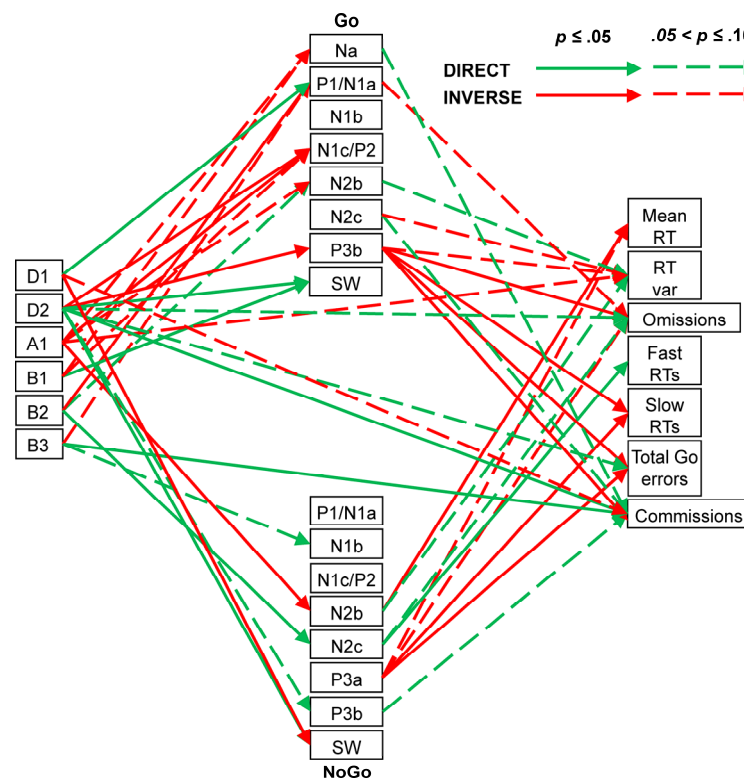 Go
p ≤ .05 .05 < p ≤ .10
DIRECT
INVERSE
Na
P1/N1a
N1b
N1c/P2
N2b
N2c
P3b
SW
D1
D2
A1
B1
B2
B3
Mean
RT
RT
var
Omissions
Fast
RTs
Slow
RTs
Total Go
errors
Commissions
P1/N1a
N1b
N1c/P2
N2b
N2c
P3a
P3b
SW
NoGo